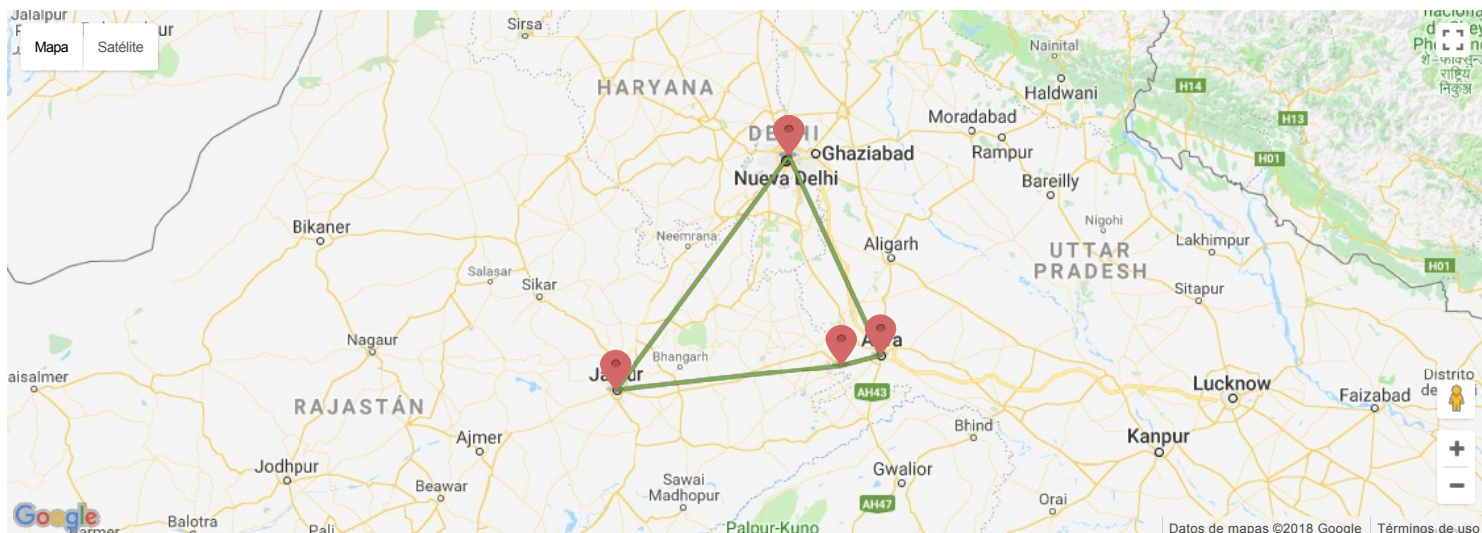 Jalalpur
Sirsa
Mapa
Satélite
Nainital
Haldwani
HARYANA
H14
राष्ट्रिय
निकुञ्ज
H13
Moradabad
Rampur
Ghaziabad
Nueva Delhi
H01
Bareilly
Bikaner
Nigohi
Neemrana
Aligarh
Lakhimpur
UTTAR
PRADESH
H01
Salasar
Sikar
Sitapur
Nagaur
Bhangarh
AH43
Lucknow
Distrito
Faizabad
RAJASTÁN
Ajmer
Bhind
Kanpur
Jodhpur
Gwalior
Sawai
Madhopur
Beawar
AH47
Orai
Google
Balotra
Pali
Palpur-Kuno
Datos de mapas ©2018 Google
Términos de uso